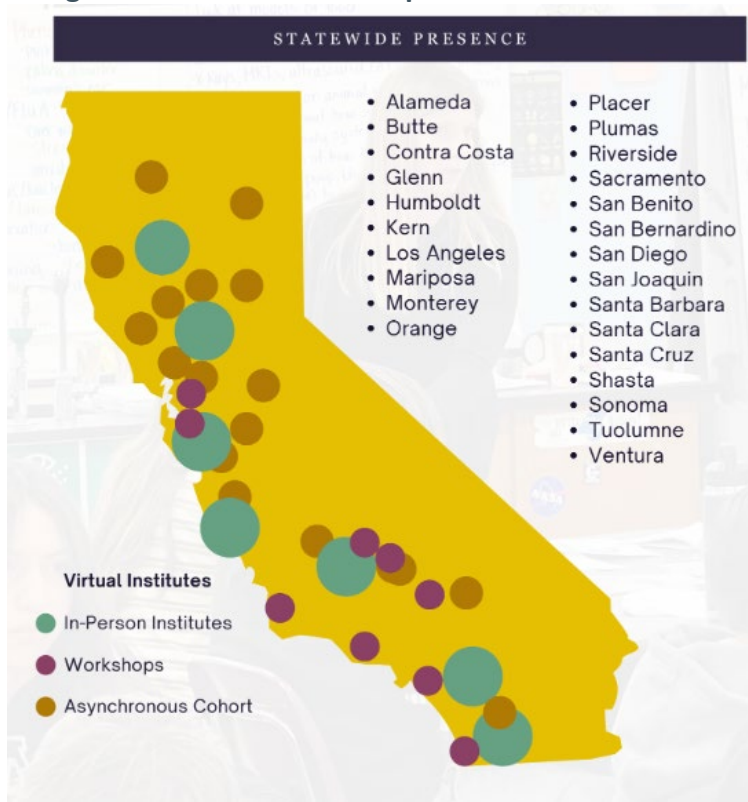 STATEWIDE PRESENCE
• Alameda
• Butte
• Contra Costa
• Glenn
• Humboldt
• Kern
• Los Angeles
• Mariposa
• Monterey
• Orange
• Placer
• Plumas
• Riverside
• Sacramento
• San Benito
• San Bernardino
• San Diego
• San Joaquin
• Santa Barbara
• Santa Clara
• Santa Cruz
• Shasta
• Sonoma
• Tuolumne
• Ventura
Virtual Institutes
In-Person Institutes
Workshops
Asynchronous Cohort
NASA